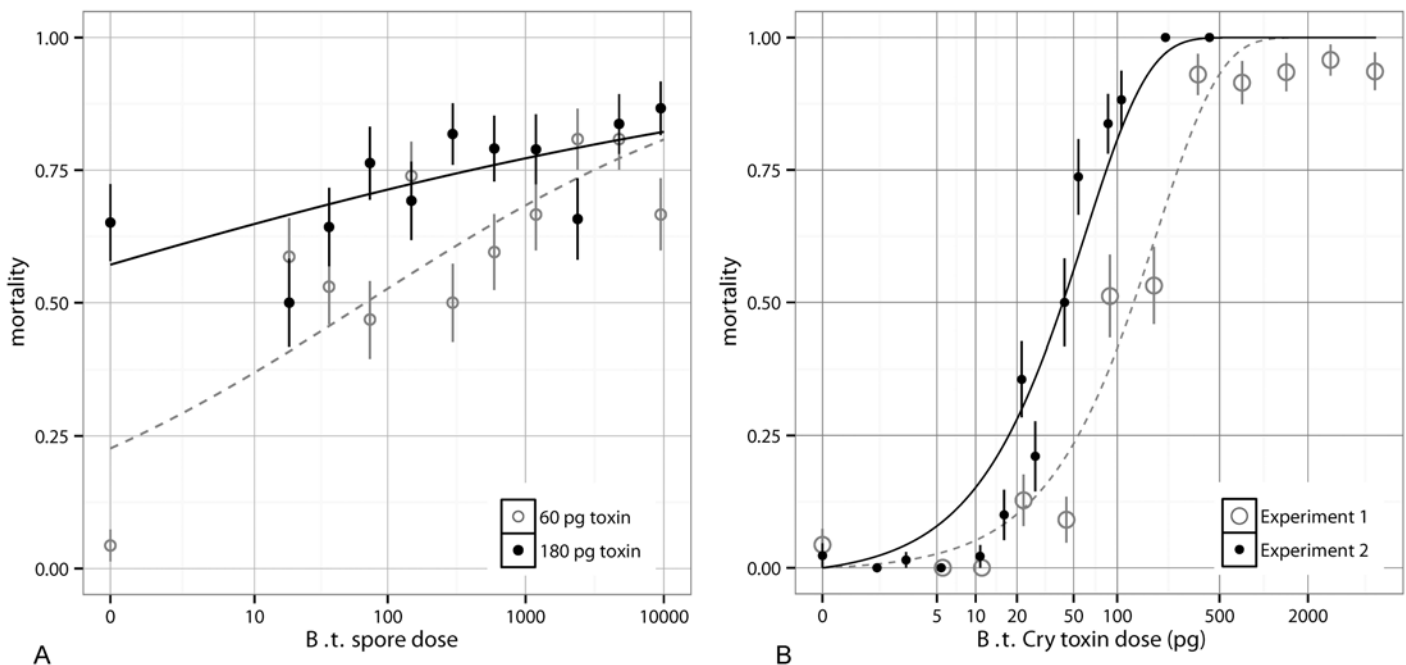 1.00
0.75
0.50
0.25
0.00
mortality
0
10
100
1000
10000
B .t. spore dose
60 pg toxin
180 pg toxin
A
1.00
0.75
0.50
0.25
0.00
mortality
0
5
10
20
50
100
500
2000
B .t. Cry toxin dose (pg)
Experiment 1
Experiment 2
B